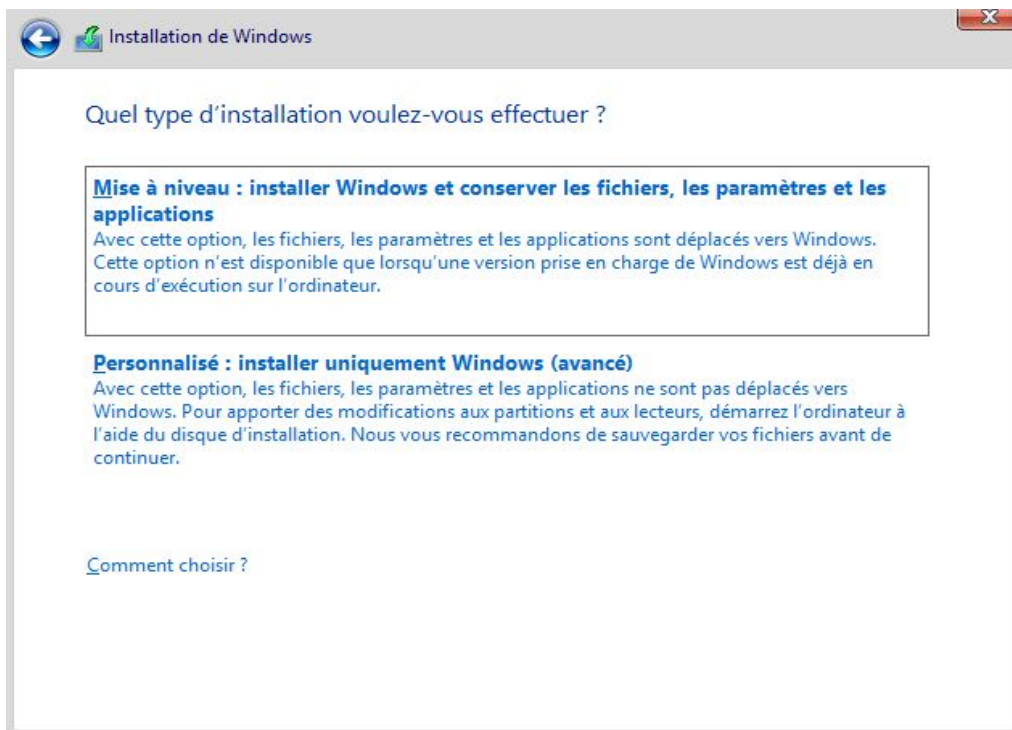 Installation de Windows
Quel type d’installation voulez-vous effectuer ?
Mise à niveau : installer Windows et conserver les fichiers, les paramètres et les
applications
Avec cette option, les fichiers, les paramètres et les applications sont déplacés vers Windows.
Cette option n’est disponible que lorsqu’une version prise en charge de Windows est déjà en
cours d’exécution sur l’ordinateur.
Personnalisé : installer uniquement Windows (avancé)
Avec cette option, les fichiers, les paramètres et les applications ne sont pas déplacés vers
Windows. Pour apporter des modifications aux partitions et aux lecteurs, démarrez l’ordinateur à
l’aide du disque d’installation. Nous vous recommandons de sauvegarder vos fichiers avant de
continuer.
Comment choisir ?